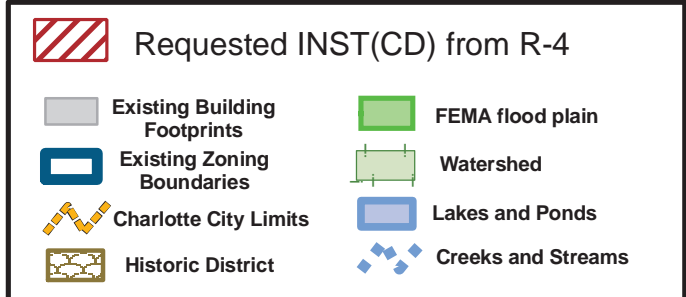 Requested INST(CD) from R-4
Existing Building
Footprints
Existing Zoning
Boundaries
Charlotte City Limits
Historic District
FEMA flood plain
Watershed
Lakes and Ponds
Creeks and Streams